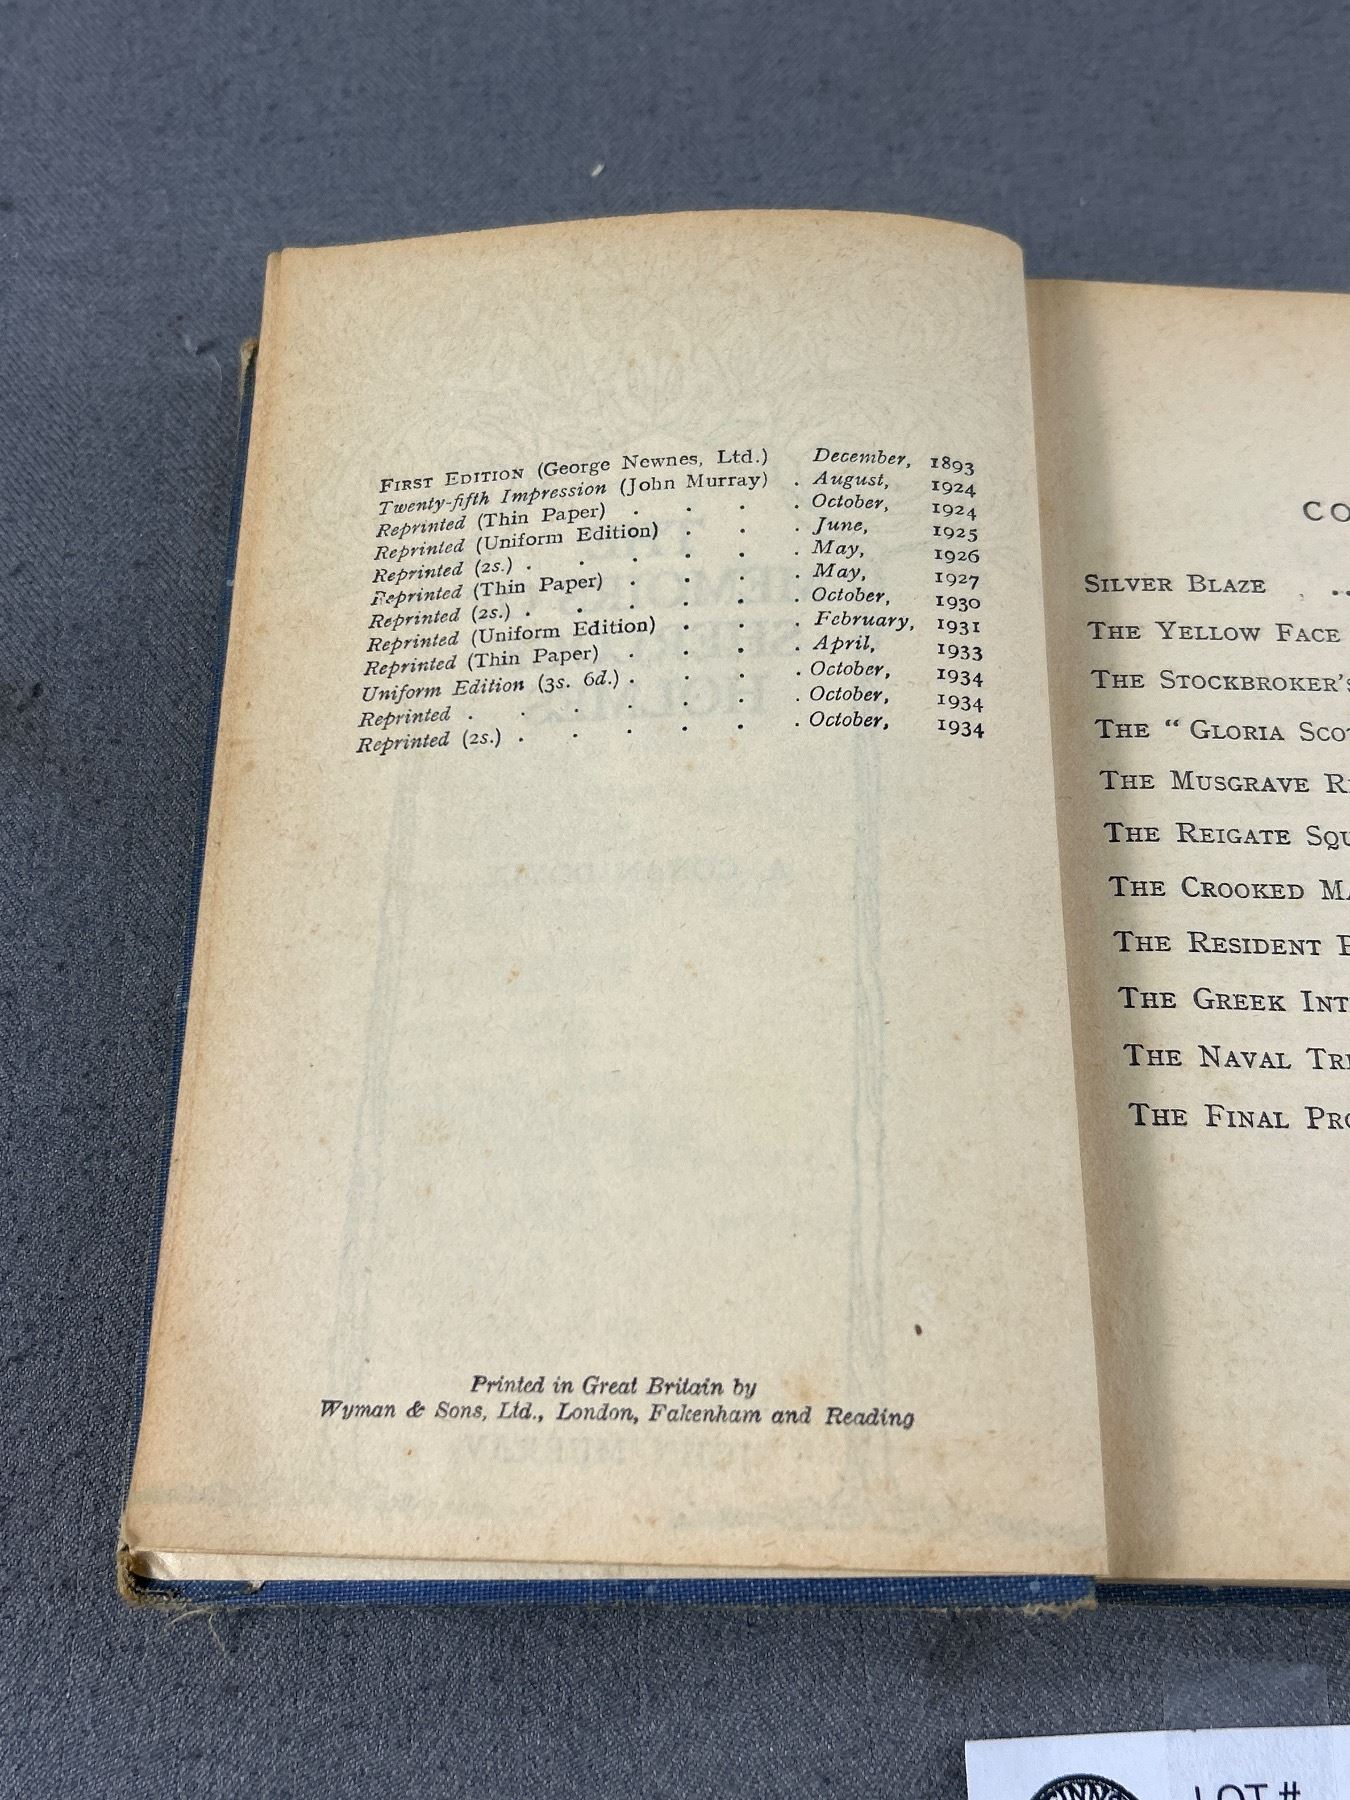 FIRST EDITION (George Newnes, Ltd.) December, 1893
Twenty-fifth Impression (John Murray) . August, 1924
Reprinted (Thin Paper) . . . . October, 1924
Reprinted (Uniform Edition) . . . June, 1925
Reprinted (2s.) . . . . . . May, 1926
Reprinted (Thin Paper) . . . . May, 1927
Reprinted (2s.) . . . . . . October, 1930
Reprinted (Uniform Edition) . . . February, 1931
Reprinted (Thin Paper) . . . . April, 1933
Uniform Edition (3s. 6d.) . . . . October, 1934
Reprinted . . . . . . . October, 1934
Reprinted (2s.) . . . . . . October, 1934
Printed in Great Britain by
Wyman & Sons, Ltd., London, Fakenham and Reading
CO
SILVER BLAZE ..
THE YELLOW FACE
THE STOCKBROKER'S
THE "GLORIA SCOT
THE MUSGRAVE RI
THE REIGATE SQU
THE CROOKED MA
THE RESIDENT P
THE GREEK INT
THE NAVAL TRE
THE FINAL PRO
LOT #